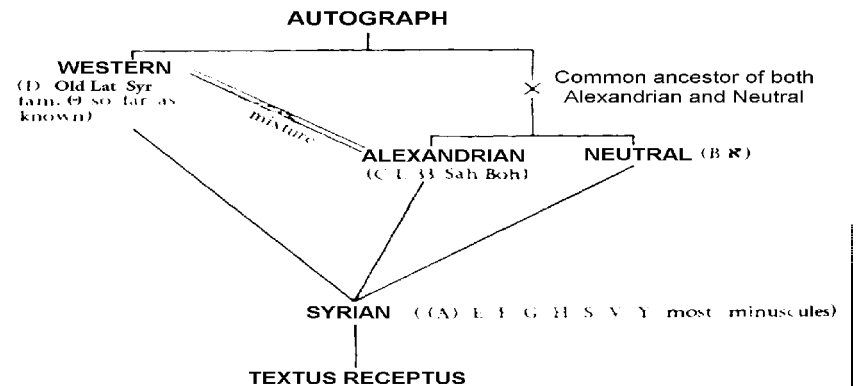 AUTOGRAPH
WESTERN
(D Old Lat Syr
fam. Θ so far as
known)
Common ancestor of both
Alexandrian and Neutral
mixture
ALEXANDRIAN
(C L 33 Sah Boh)
NEUTRAL (B א)
SYRIAN ((A) E F G H S V Y most minuscules)
TEXTUS RECEPTUS